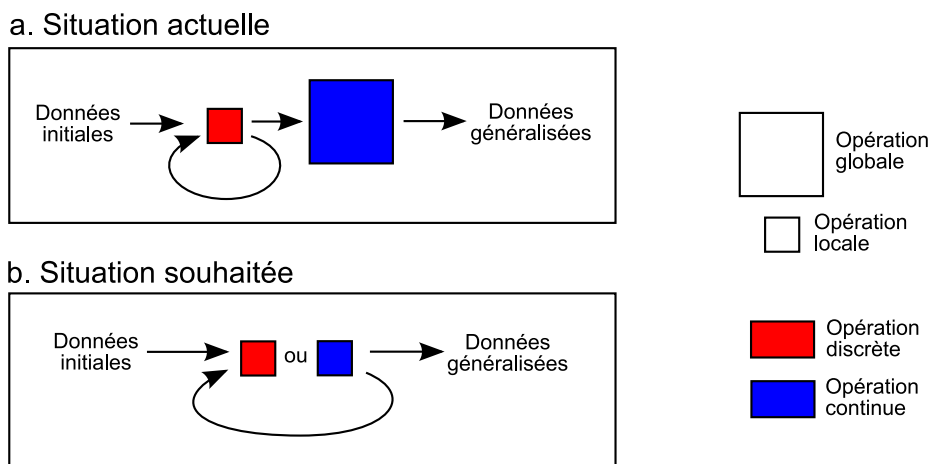 a. Situation actuelle
Données
initiales
Données
généralisées
b. Situation souhaitée
Données
initiales
ou
Données
généralisées
Opération
globale
Opération
locale
Opération
discrète
Opération
continue